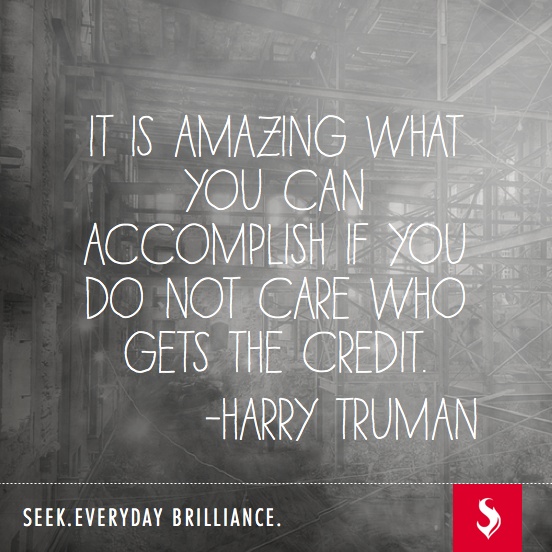 IT IS AMAZING WHAT
YOU CAN
ACCOMPLISH IF YOU
DO NOT CARE WHO
GETS THE CREDIT.
-HARRY TRUMAN
SEEK.EVERYDAY BRILLIANCE.